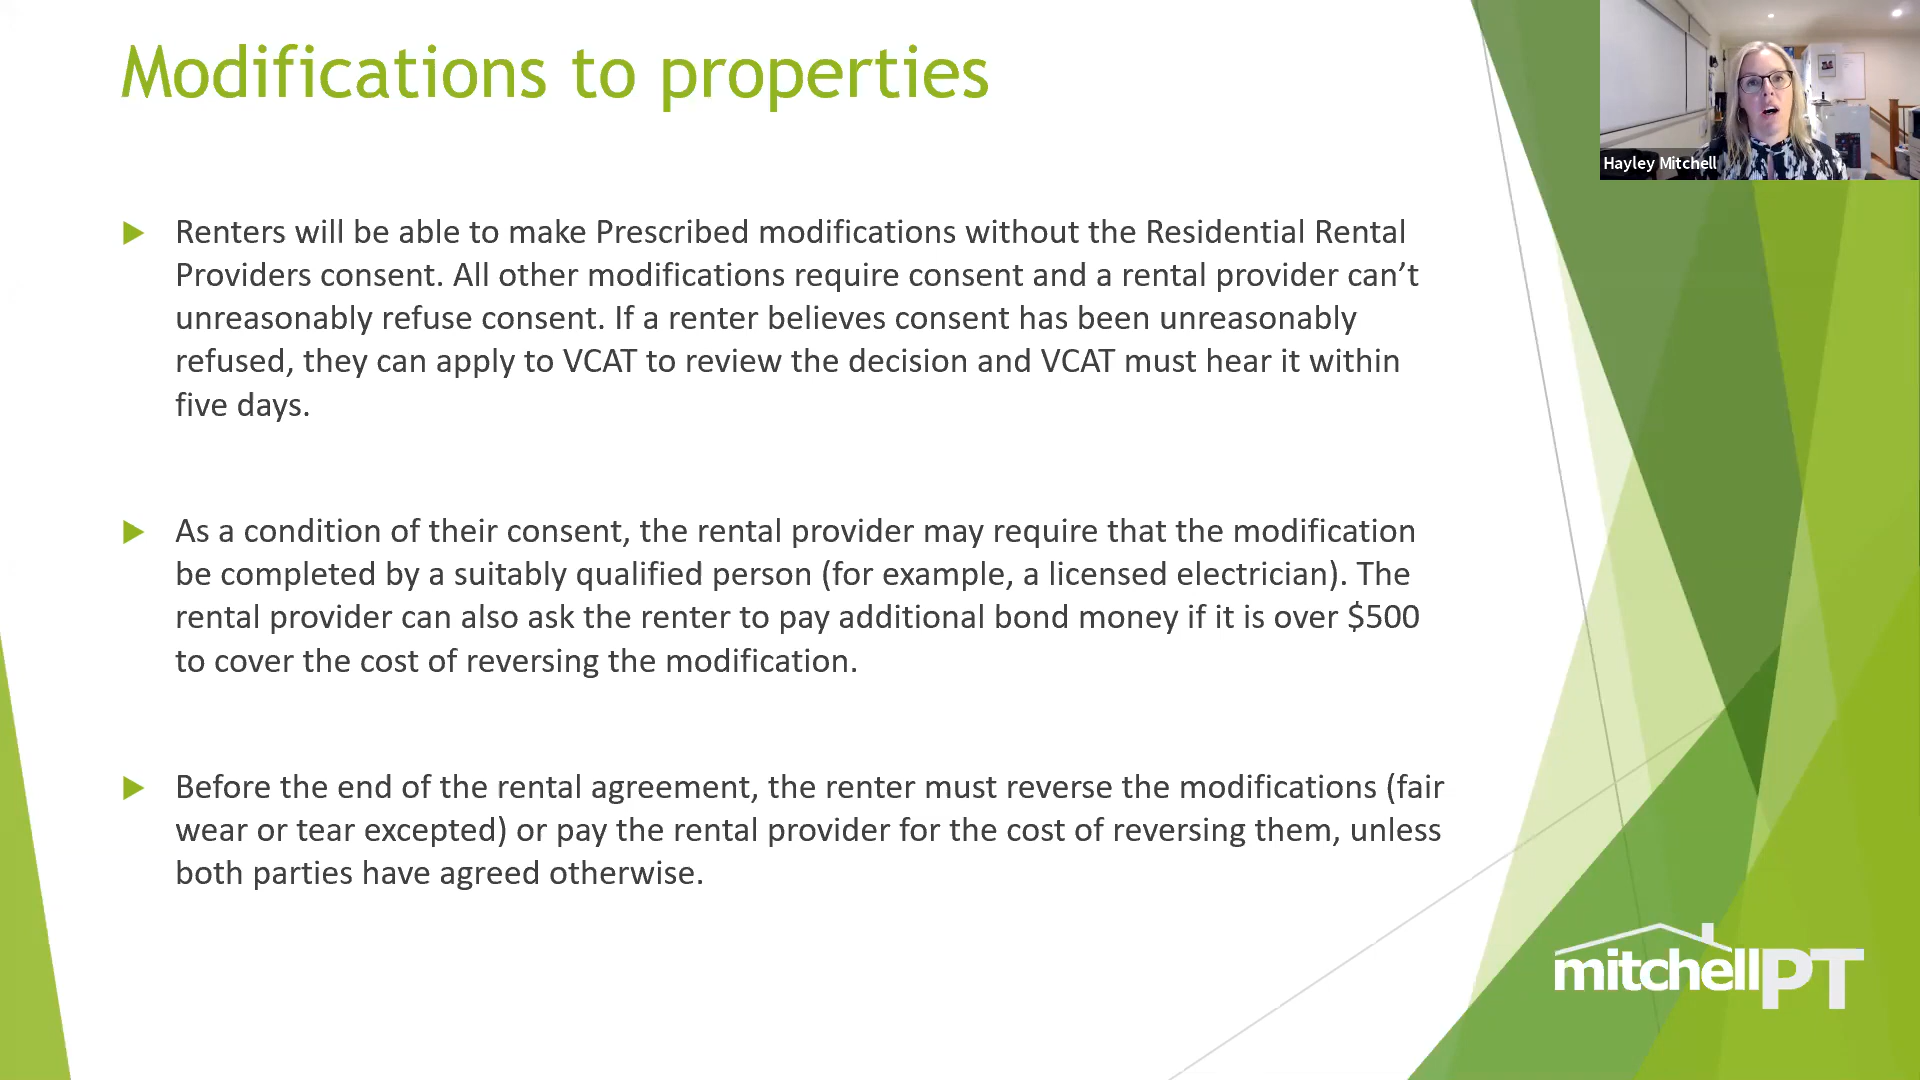 Modifications to properties
Hayley Mitchell
Renters will be able to make Prescribed modifications without the Residential Rental
Providers consent. All other modifications require consent and a rental provider can’t
unreasonably refuse consent. If a renter believes consent has been unreasonably
refused, they can apply to VCAT to review the decision and VCAT must hear it within
five days.
As a condition of their consent, the rental provider may require that the modification
be completed by a suitably qualified person (for example, a licensed electrician). The
rental provider can also ask the renter to pay additional bond money if it is over $500
to cover the cost of reversing the modification.
Before the end of the rental agreement, the renter must reverse the modifications (fair
wear or tear excepted) or pay the rental provider for the cost of reversing them, unless
both parties have agreed otherwise.
mitchellPT